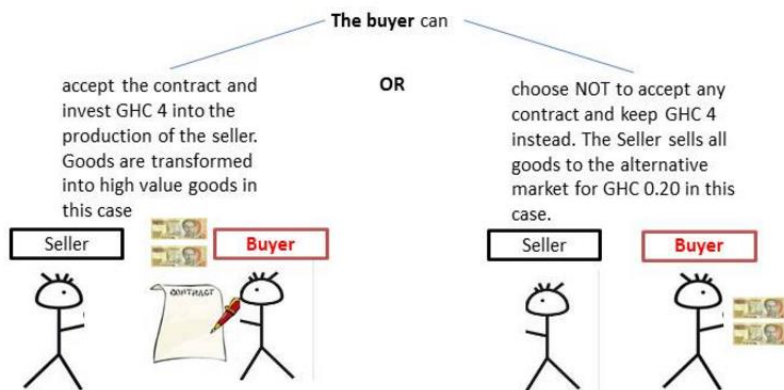 The buyer can
accept the contract and
invest GHC 4 into the
production of the seller.
Goods are transformed
into high value goods in
this case
OR
choose NOT to accept any
contract and keep GHC 4
instead. The Seller sells all
goods to the alternative
market for GHC 0.20 in this
case.
Seller
Buyer
Seller
Buyer
CONTRACT